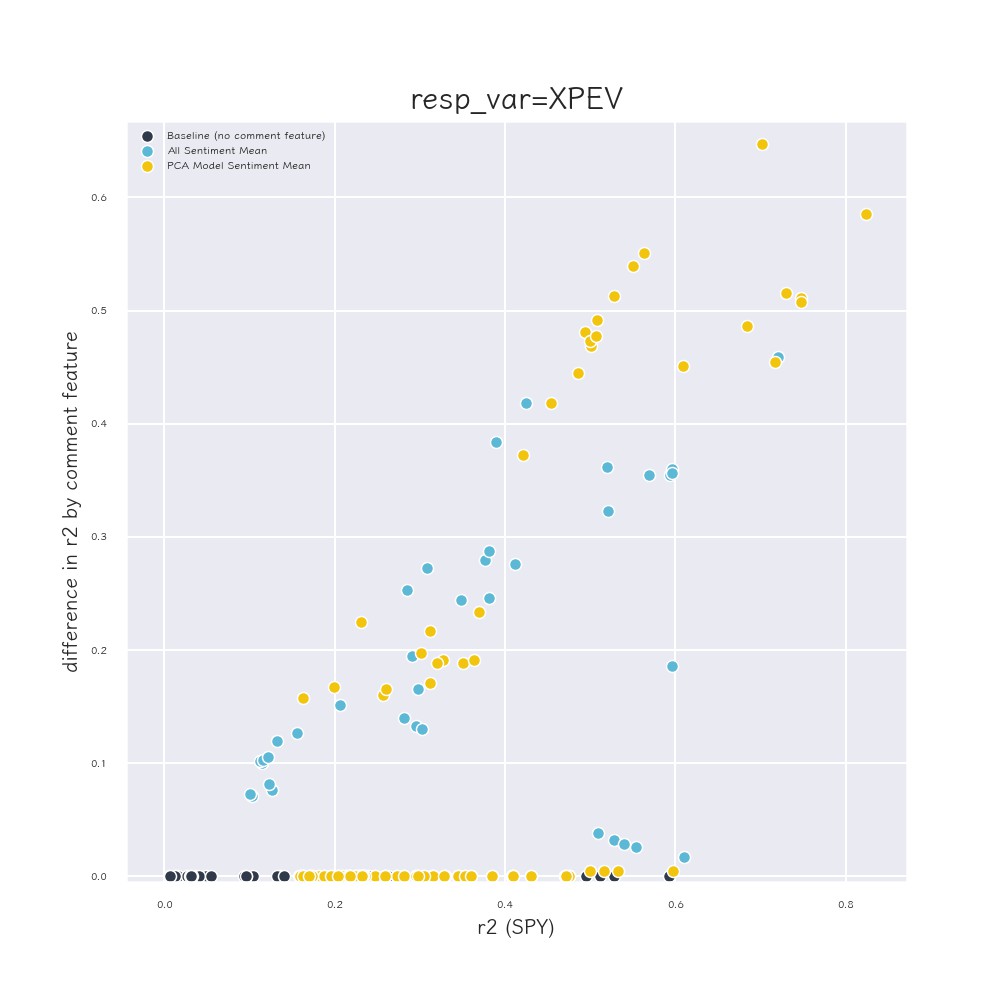 resp_var=XPEV
Baseline (no comment feature)
All Sentiment Mean
PCA Model Sentiment Mean
difference in r2 by comment feature
0.6
0.5
0.4
0.3
0.2
0.1
0.0
0.0 0.2 0.4 0.6 0.8
r2 (SPY)